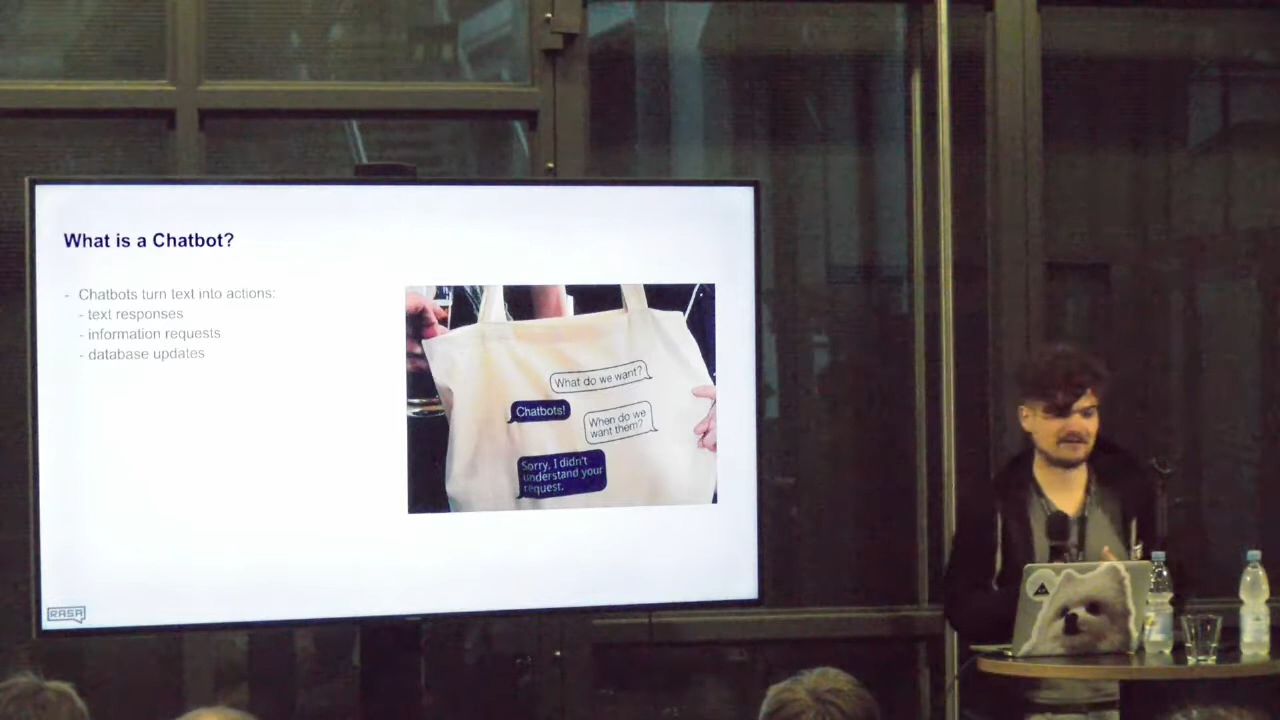 What is a Chatbot?
- Chatbots turn text into actions:
- text responses
- information requests
- database updates
What do we want?
Chatbots!
When do we
want them?
Sorry, I didn't
understand your
request.
RASA